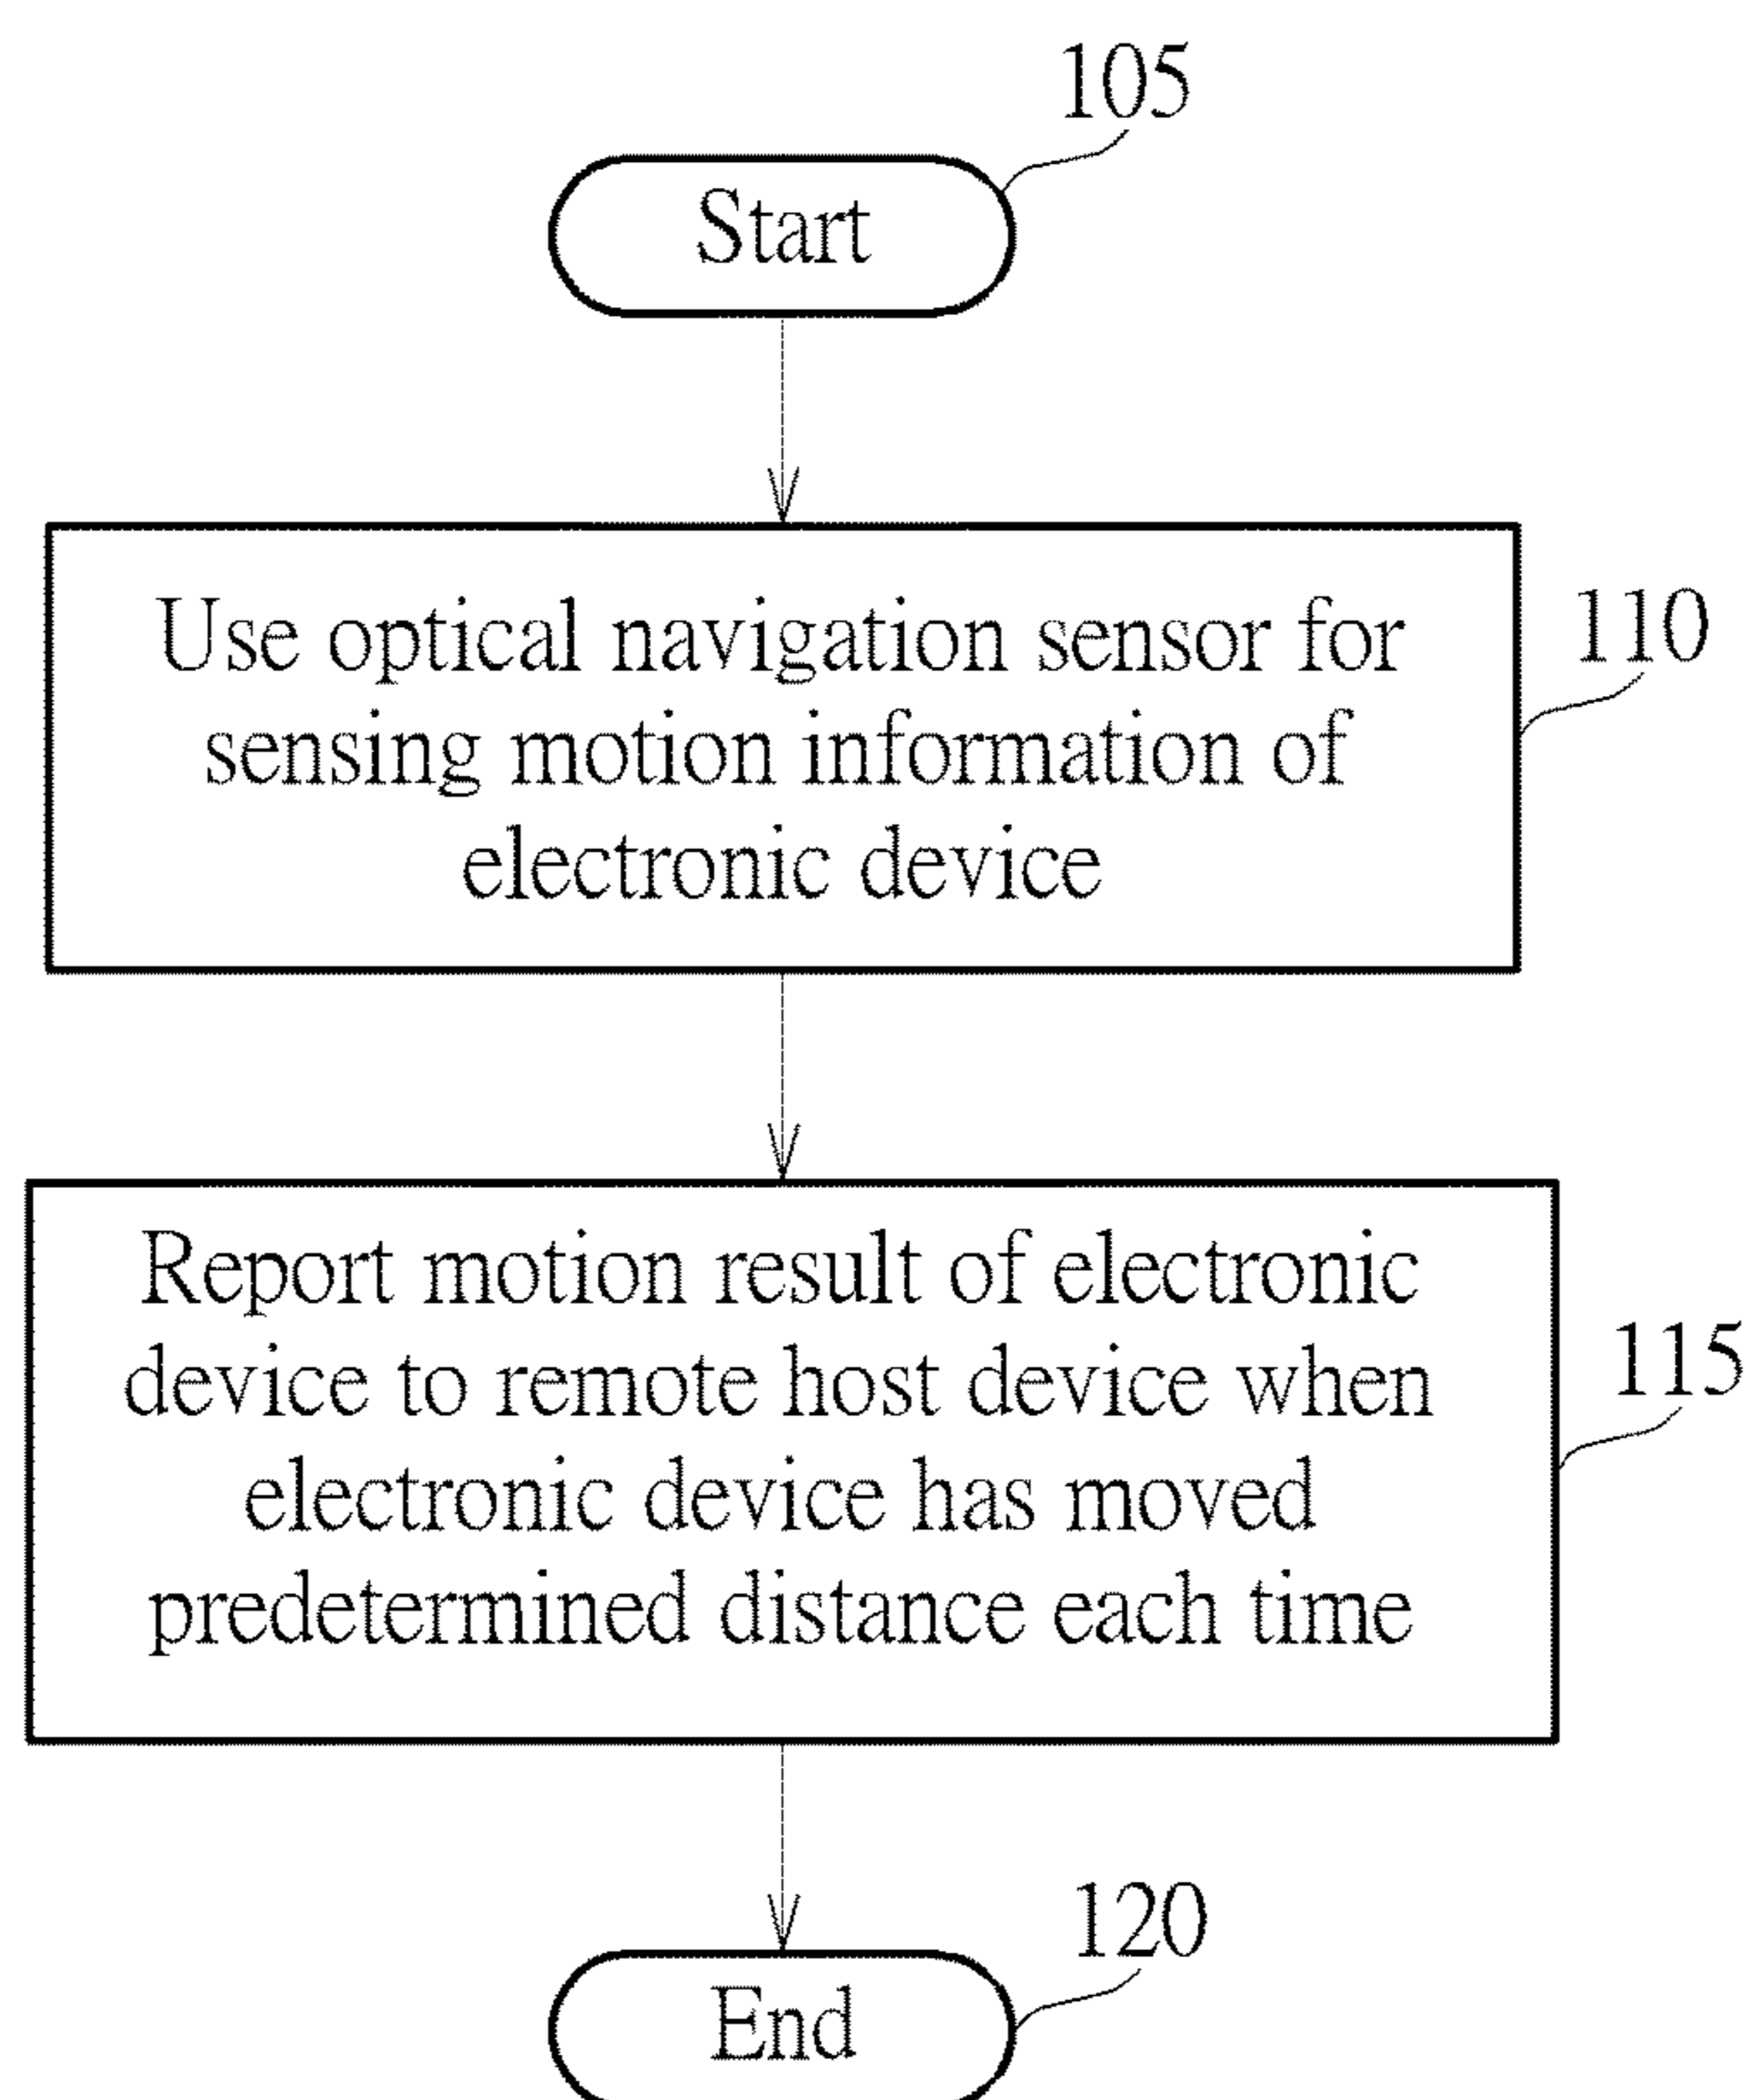 105
Start
Use optical navigation sensor for
sensing motion information of
electronic device
110
Report motion result of electronic
device to remote host device when
electronic device has moved
predetermined distance each time
115
120
End